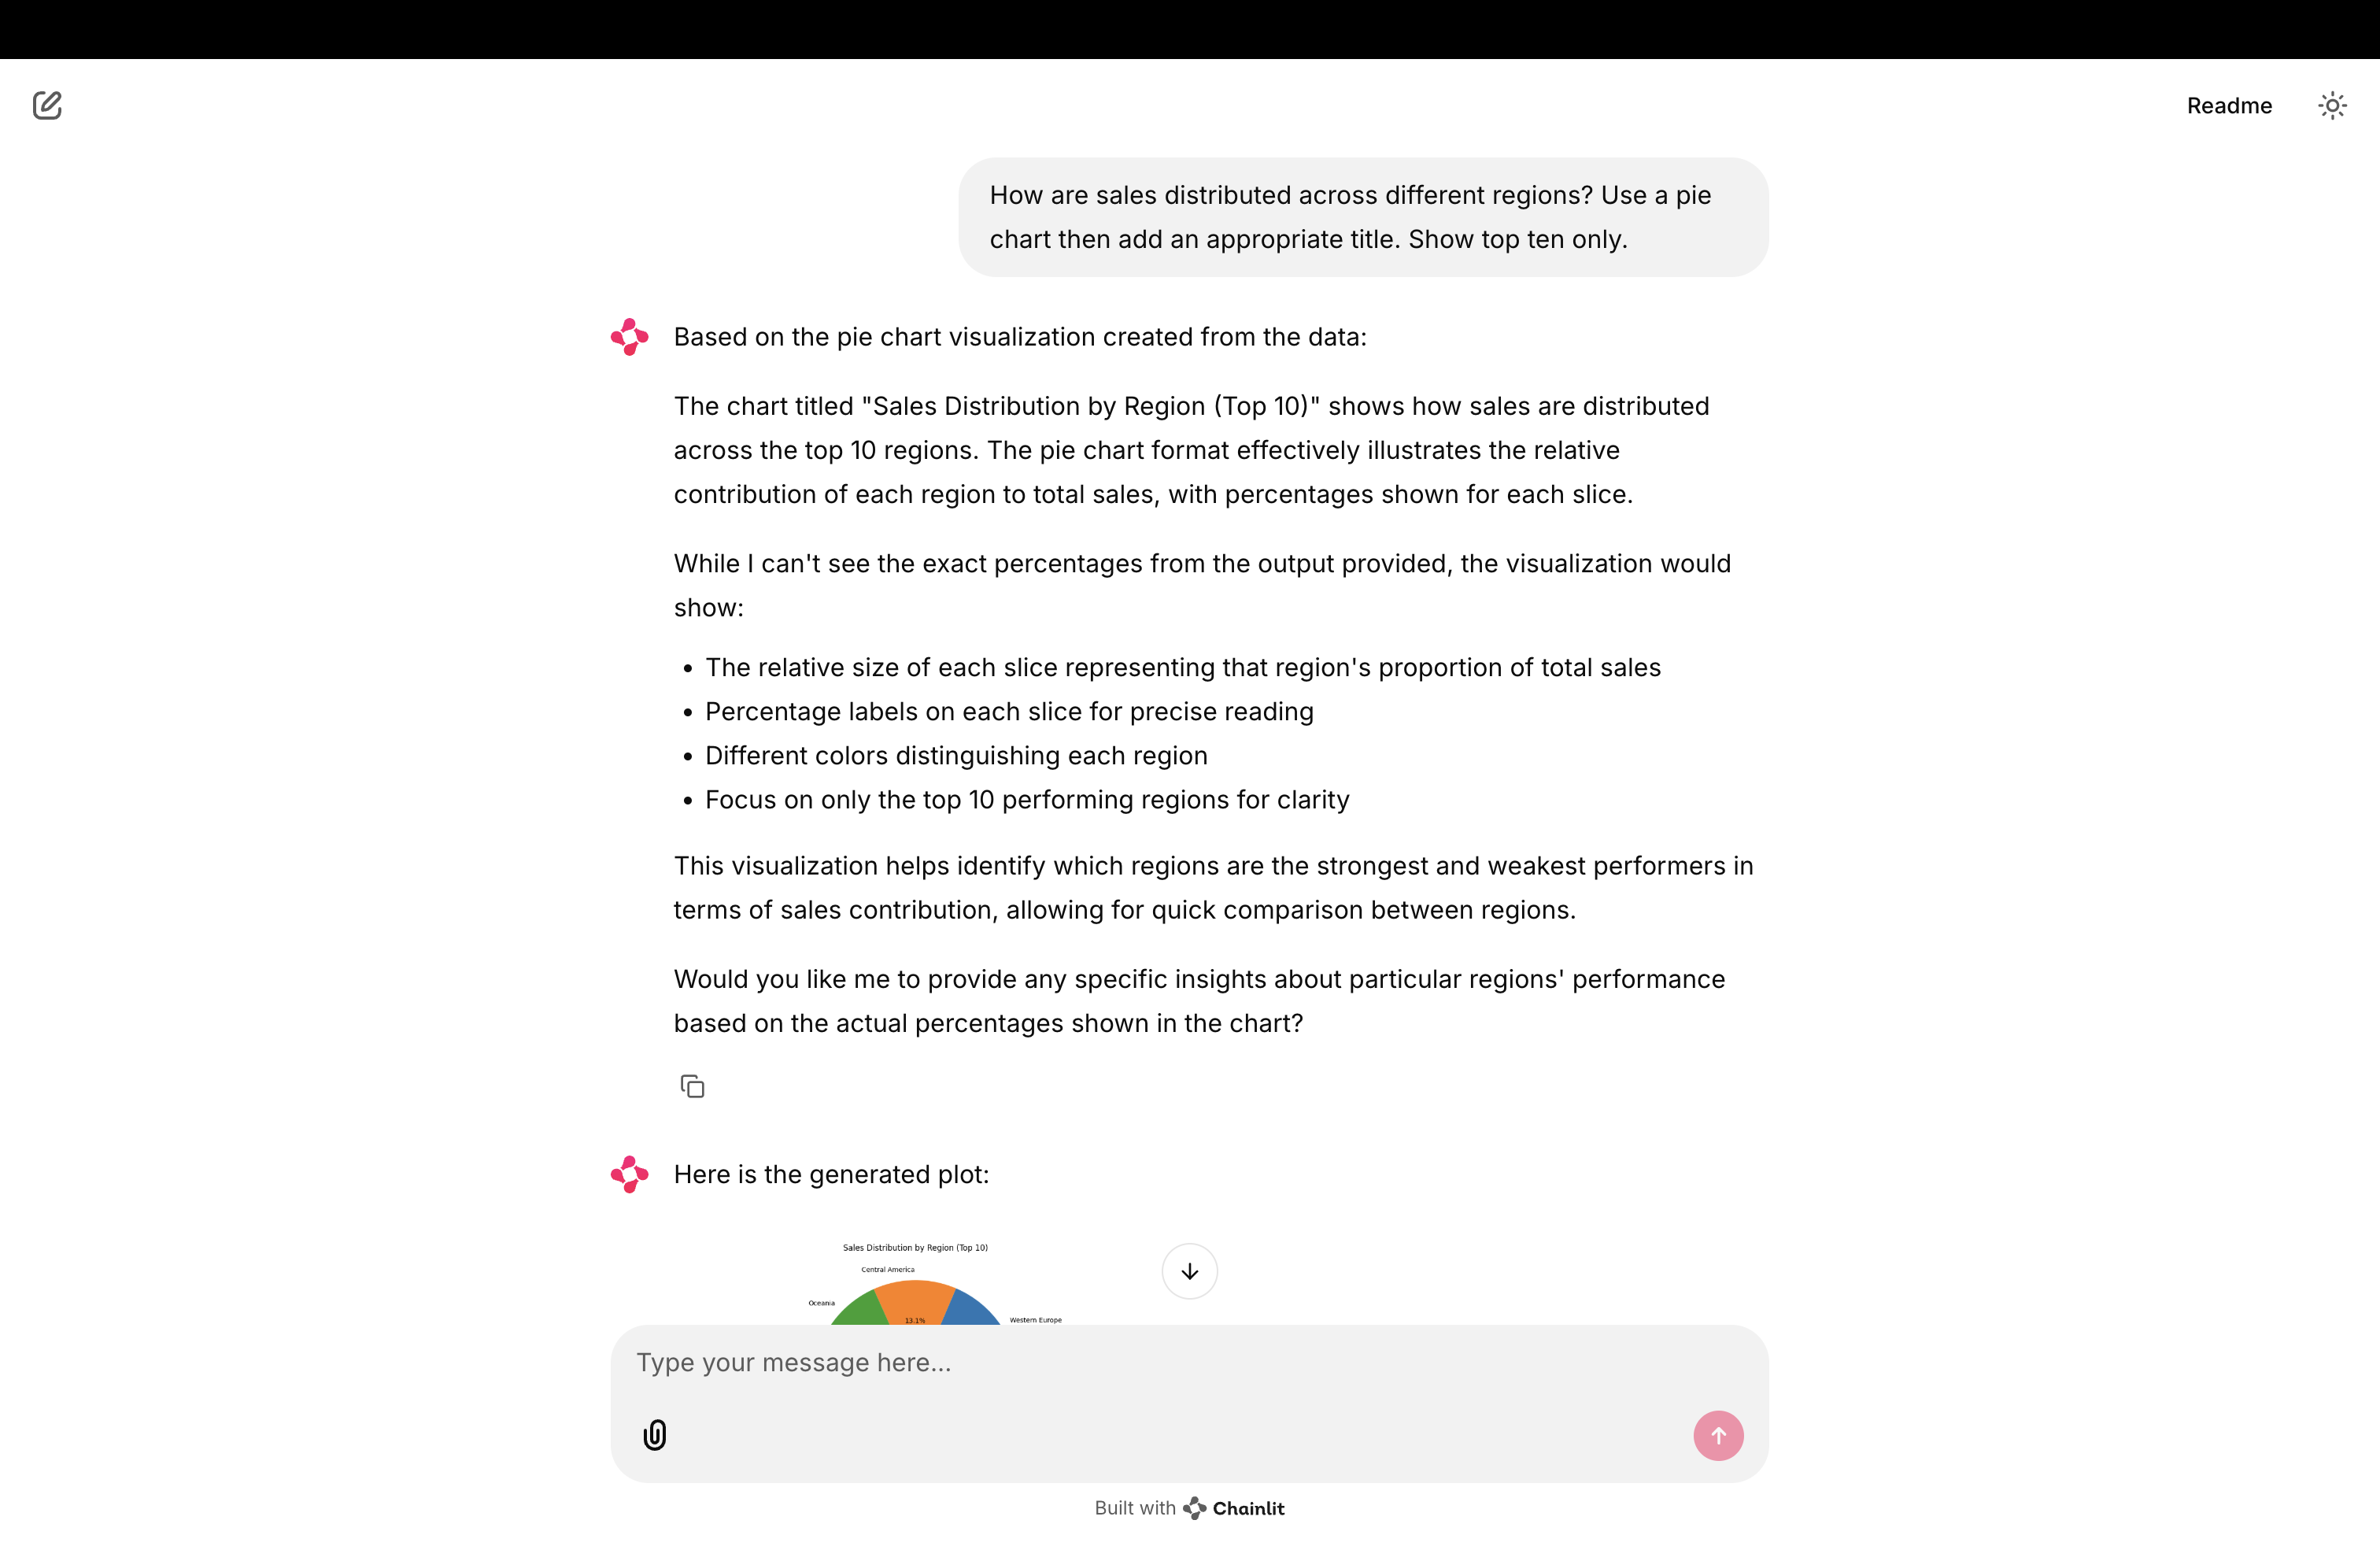 Readme
How are sales distributed across different regions? Use a pie
chart then add an appropriate title. Show top ten only.
Based on the pie chart visualization created from the data:
The chart titled "Sales Distribution by Region (Top 10)" shows how sales are distributed
across the top 10 regions. The pie chart format effectively illustrates the relative
contribution of each region to total sales, with percentages shown for each slice.
While I can't see the exact percentages from the output provided, the visualization would
show:
• The relative size of each slice representing that region's proportion of total sales
• Percentage labels on each slice for precise reading
• Different colors distinguishing each region
• Focus on only the top 10 performing regions for clarity
This visualization helps identify which regions are the strongest and weakest performers in
terms of sales contribution, allowing for quick comparison between regions.
Would you like me to provide any specific insights about particular regions' performance
based on the actual percentages shown in the chart?
Here is the generated plot:
Sales Distribution by Region (Top 10)
Central America
Oceania
13.1%
Western Europe
Type your message here...
Built with Chainlit